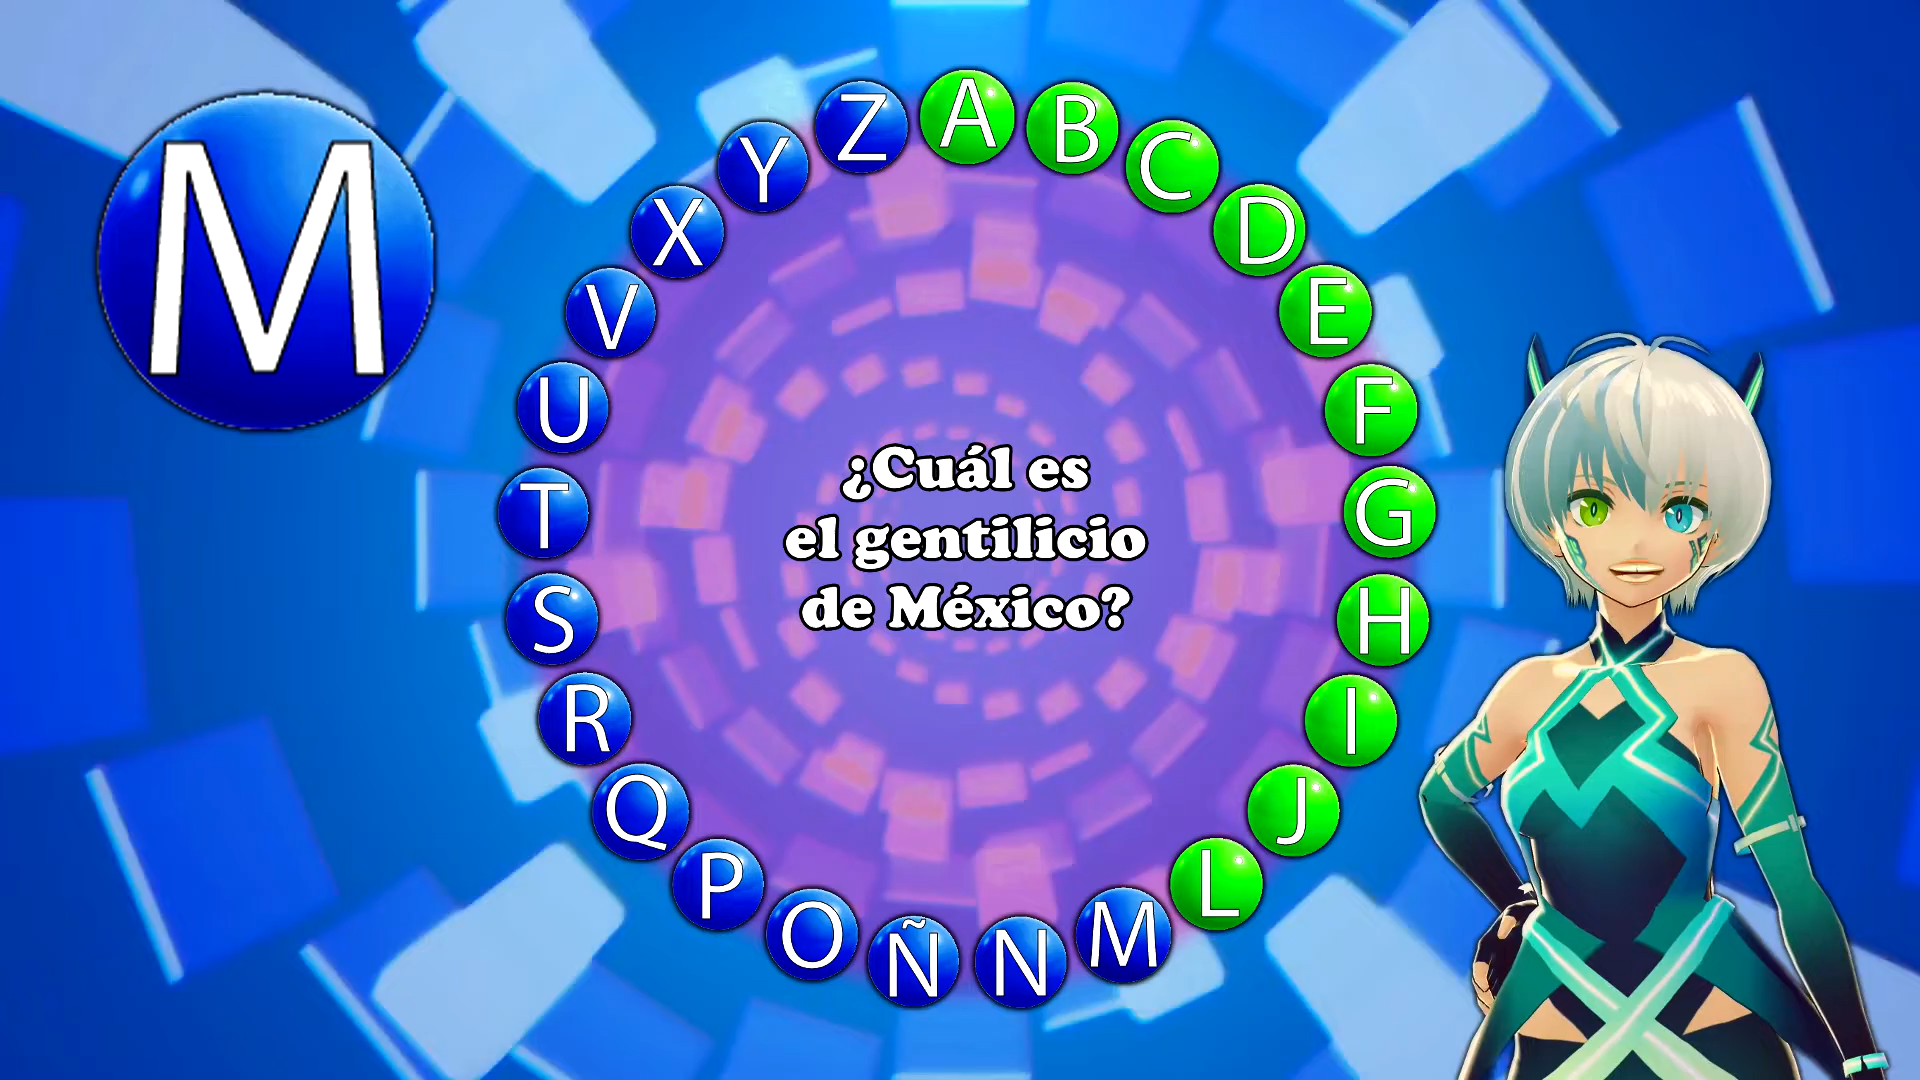 M
A
B
C
D
E
F
G
H
I
J
L
M
N
Ñ
O
P
Q
R
S
T
U
V
X
Y
Z
¿Cuál es
el gentilicio
de México?